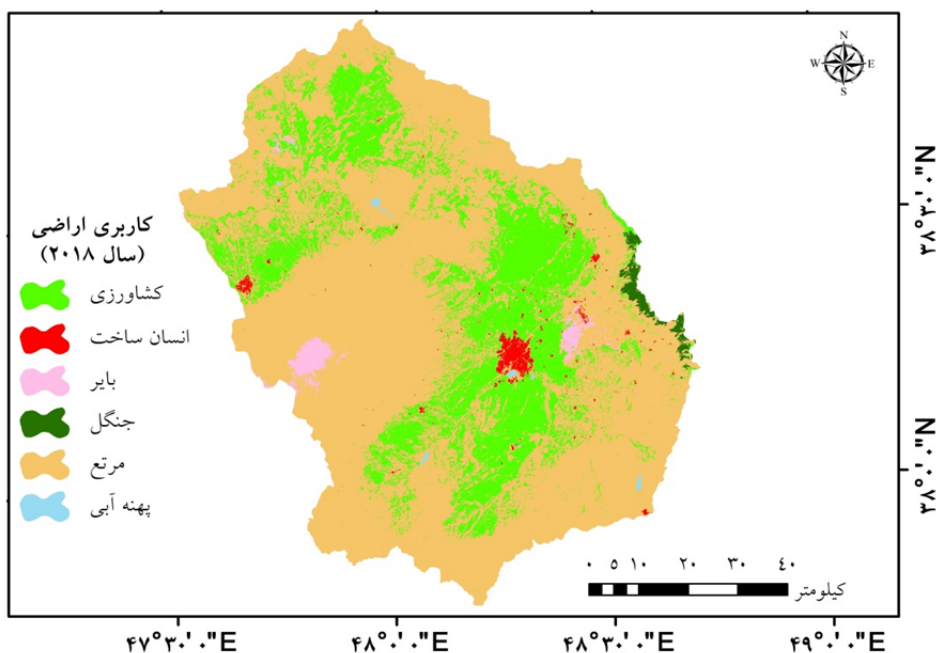 N
W E
S
۳۸°۳۰'۰"N
کاربری اراضی
(سال ۲۰۱۸)
کشاورزی
انسان ساخت
بایر
جنگل
مرتع
پهنه آبی
۳۸°۰'۰"N
۰ ۵ ۱۰ ۲۰ ۳۰ ٤۰
کیلومتر
۴۷°۳۰'۰"E ۴۸°۰'۰"E ۴۸°۳۰'۰"E ۴۹°۰'۰"E